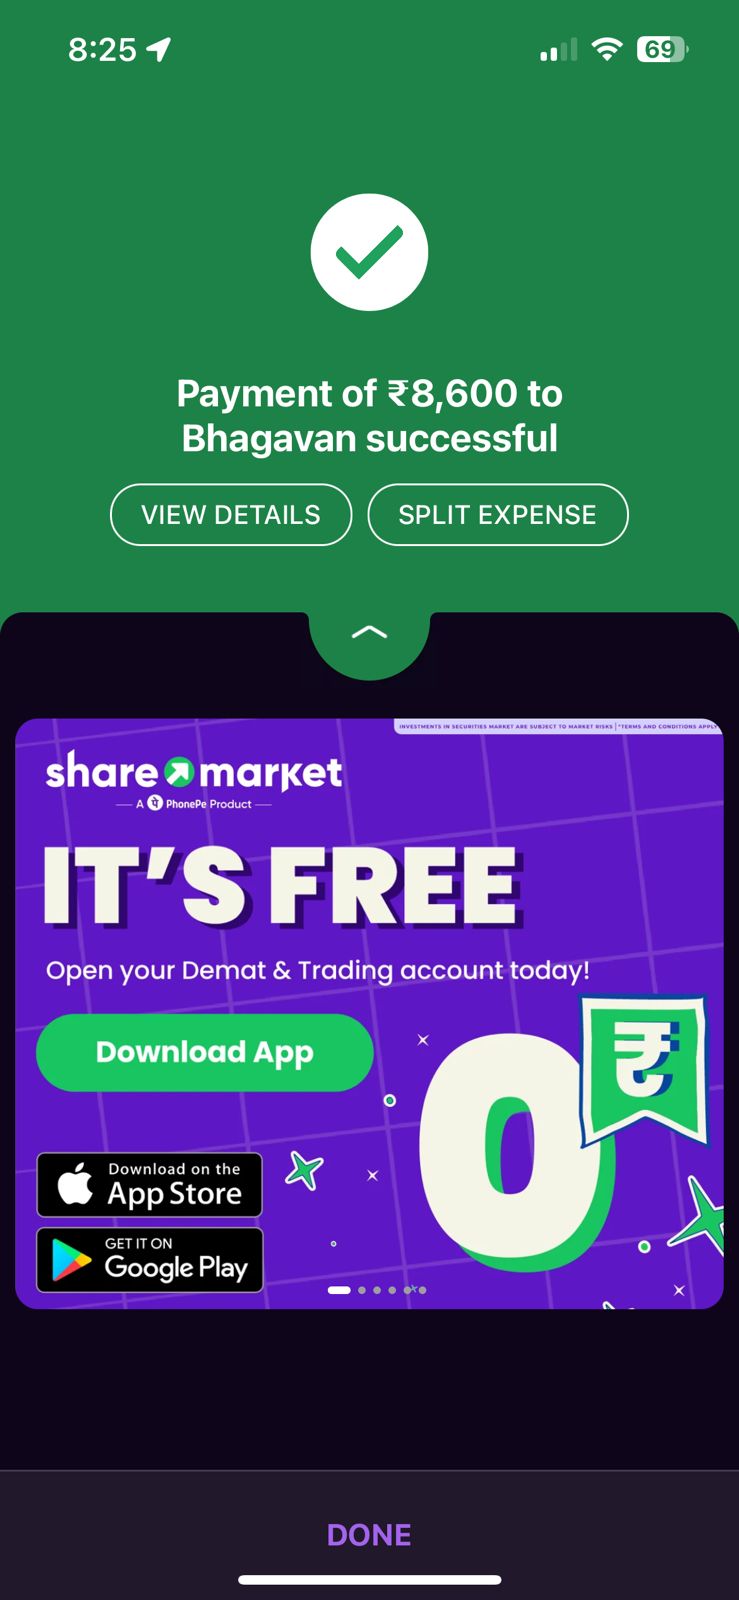 8:25
69
Payment of ₹8,600 to
Bhagavan successful
VIEW DETAILS
SPLIT EXPENSE
INVESTMENTS IN SECURITIES MARKET ARE SUBJECT TO MARKET RISKS | *TERMS AND CONDITIONS APPLY
share market
A पे PhonePe Product
IT'S FREE
Open your Demat & Trading account today!
Download App
0
₹
Download on the
App Store
GET IT ON
Google Play
DONE